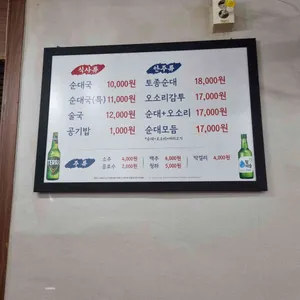 식사류
안주류
순대국 10,000원
토종순대 18,000원
순대국(특) 11,000원
오소리감투 17,000원
술국 12,000원
순대+오소리 17,000원
공기밥 1,000원
순대모듬 17,000원
주류
소주 4,000원
맥주 4,000원
막걸리 4,000원
음료수 2,000원
청하 5,000원